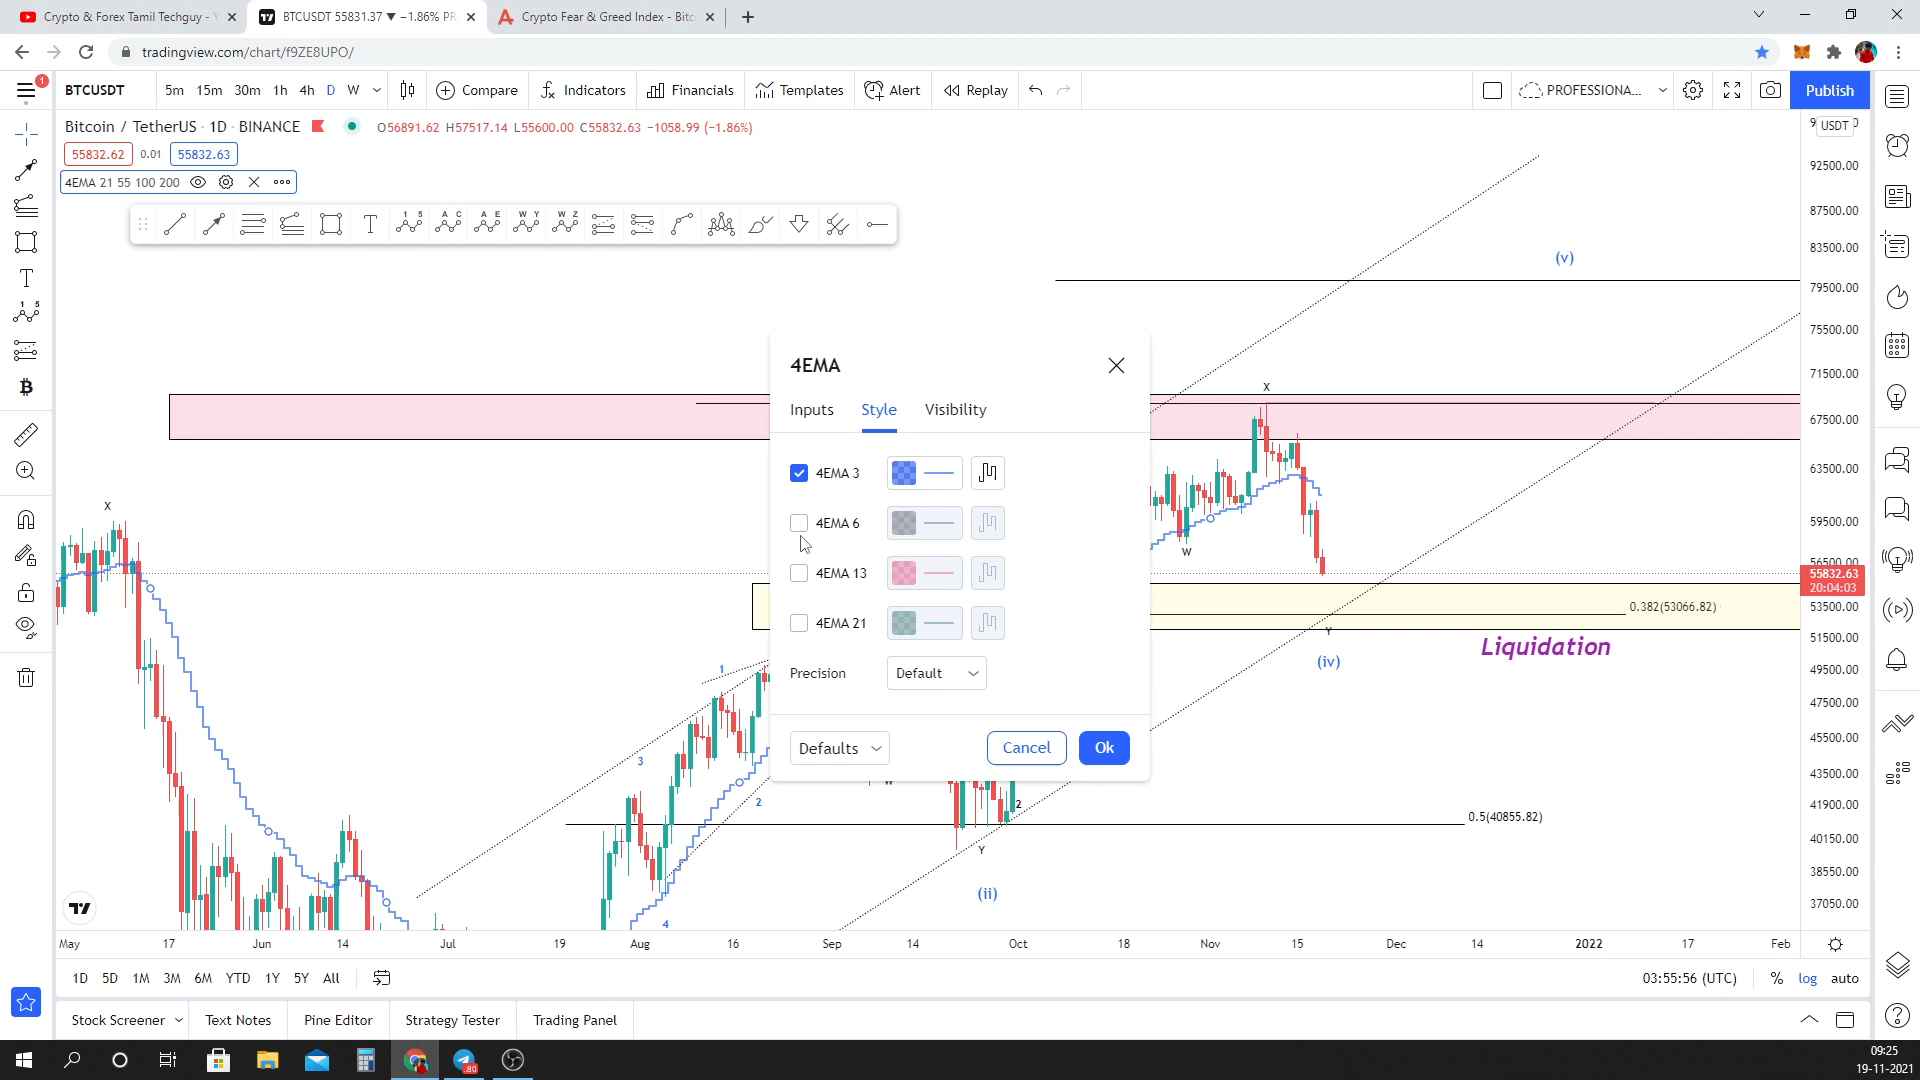 Crypto & Forex Tamil Techguy -
BTCUSDT 55831.37 ▼ −1.86% PR
Crypto Fear & Greed Index - Bitc
tradingview.com/chart/f9ZE8UPO/
1
BTCUSDT
5m 15m 30m 1h 4h D W
Compare
Indicators
Financials
Templates
Alert
Replay
PROFESSIONA...
Publish
Bitcoin / TetherUS · 1D · BINANCE
O56891.62 H57517.14 L55600.00 C55832.63 −1058.99 (−1.86%)
55832.62 0.01 55832.63
4EMA 21 55 100 200
USDT
92500.00
87500.00
83500.00
79500.00
75500.00
71500.00
67500.00
63500.00
59500.00
56500.00
55832.63
20:04:03
53500.00
51500.00
49500.00
47500.00
45500.00
43500.00
41900.00
40150.00
38550.00
37050.00
(v)
X
X
W
0.382(53066.82)
Y
Liquidation
(iv)
1
3
2
4
W
2
0.5(40855.82)
Y
(ii)
4EMA
Inputs Style Visibility
4EMA 3
4EMA 6
4EMA 13
4EMA 21
Precision Default
Defaults Cancel Ok
May 17 Jun 14 Jul 19 Aug 16 Sep 14 Oct 18 Nov 15 Dec 14 2022 17 Feb
1D 5D 1M 3M 6M YTD 1Y 5Y All
03:55:56 (UTC) % log auto
Stock Screener Text Notes Pine Editor Strategy Tester Trading Panel
80
09:25
19-11-2021